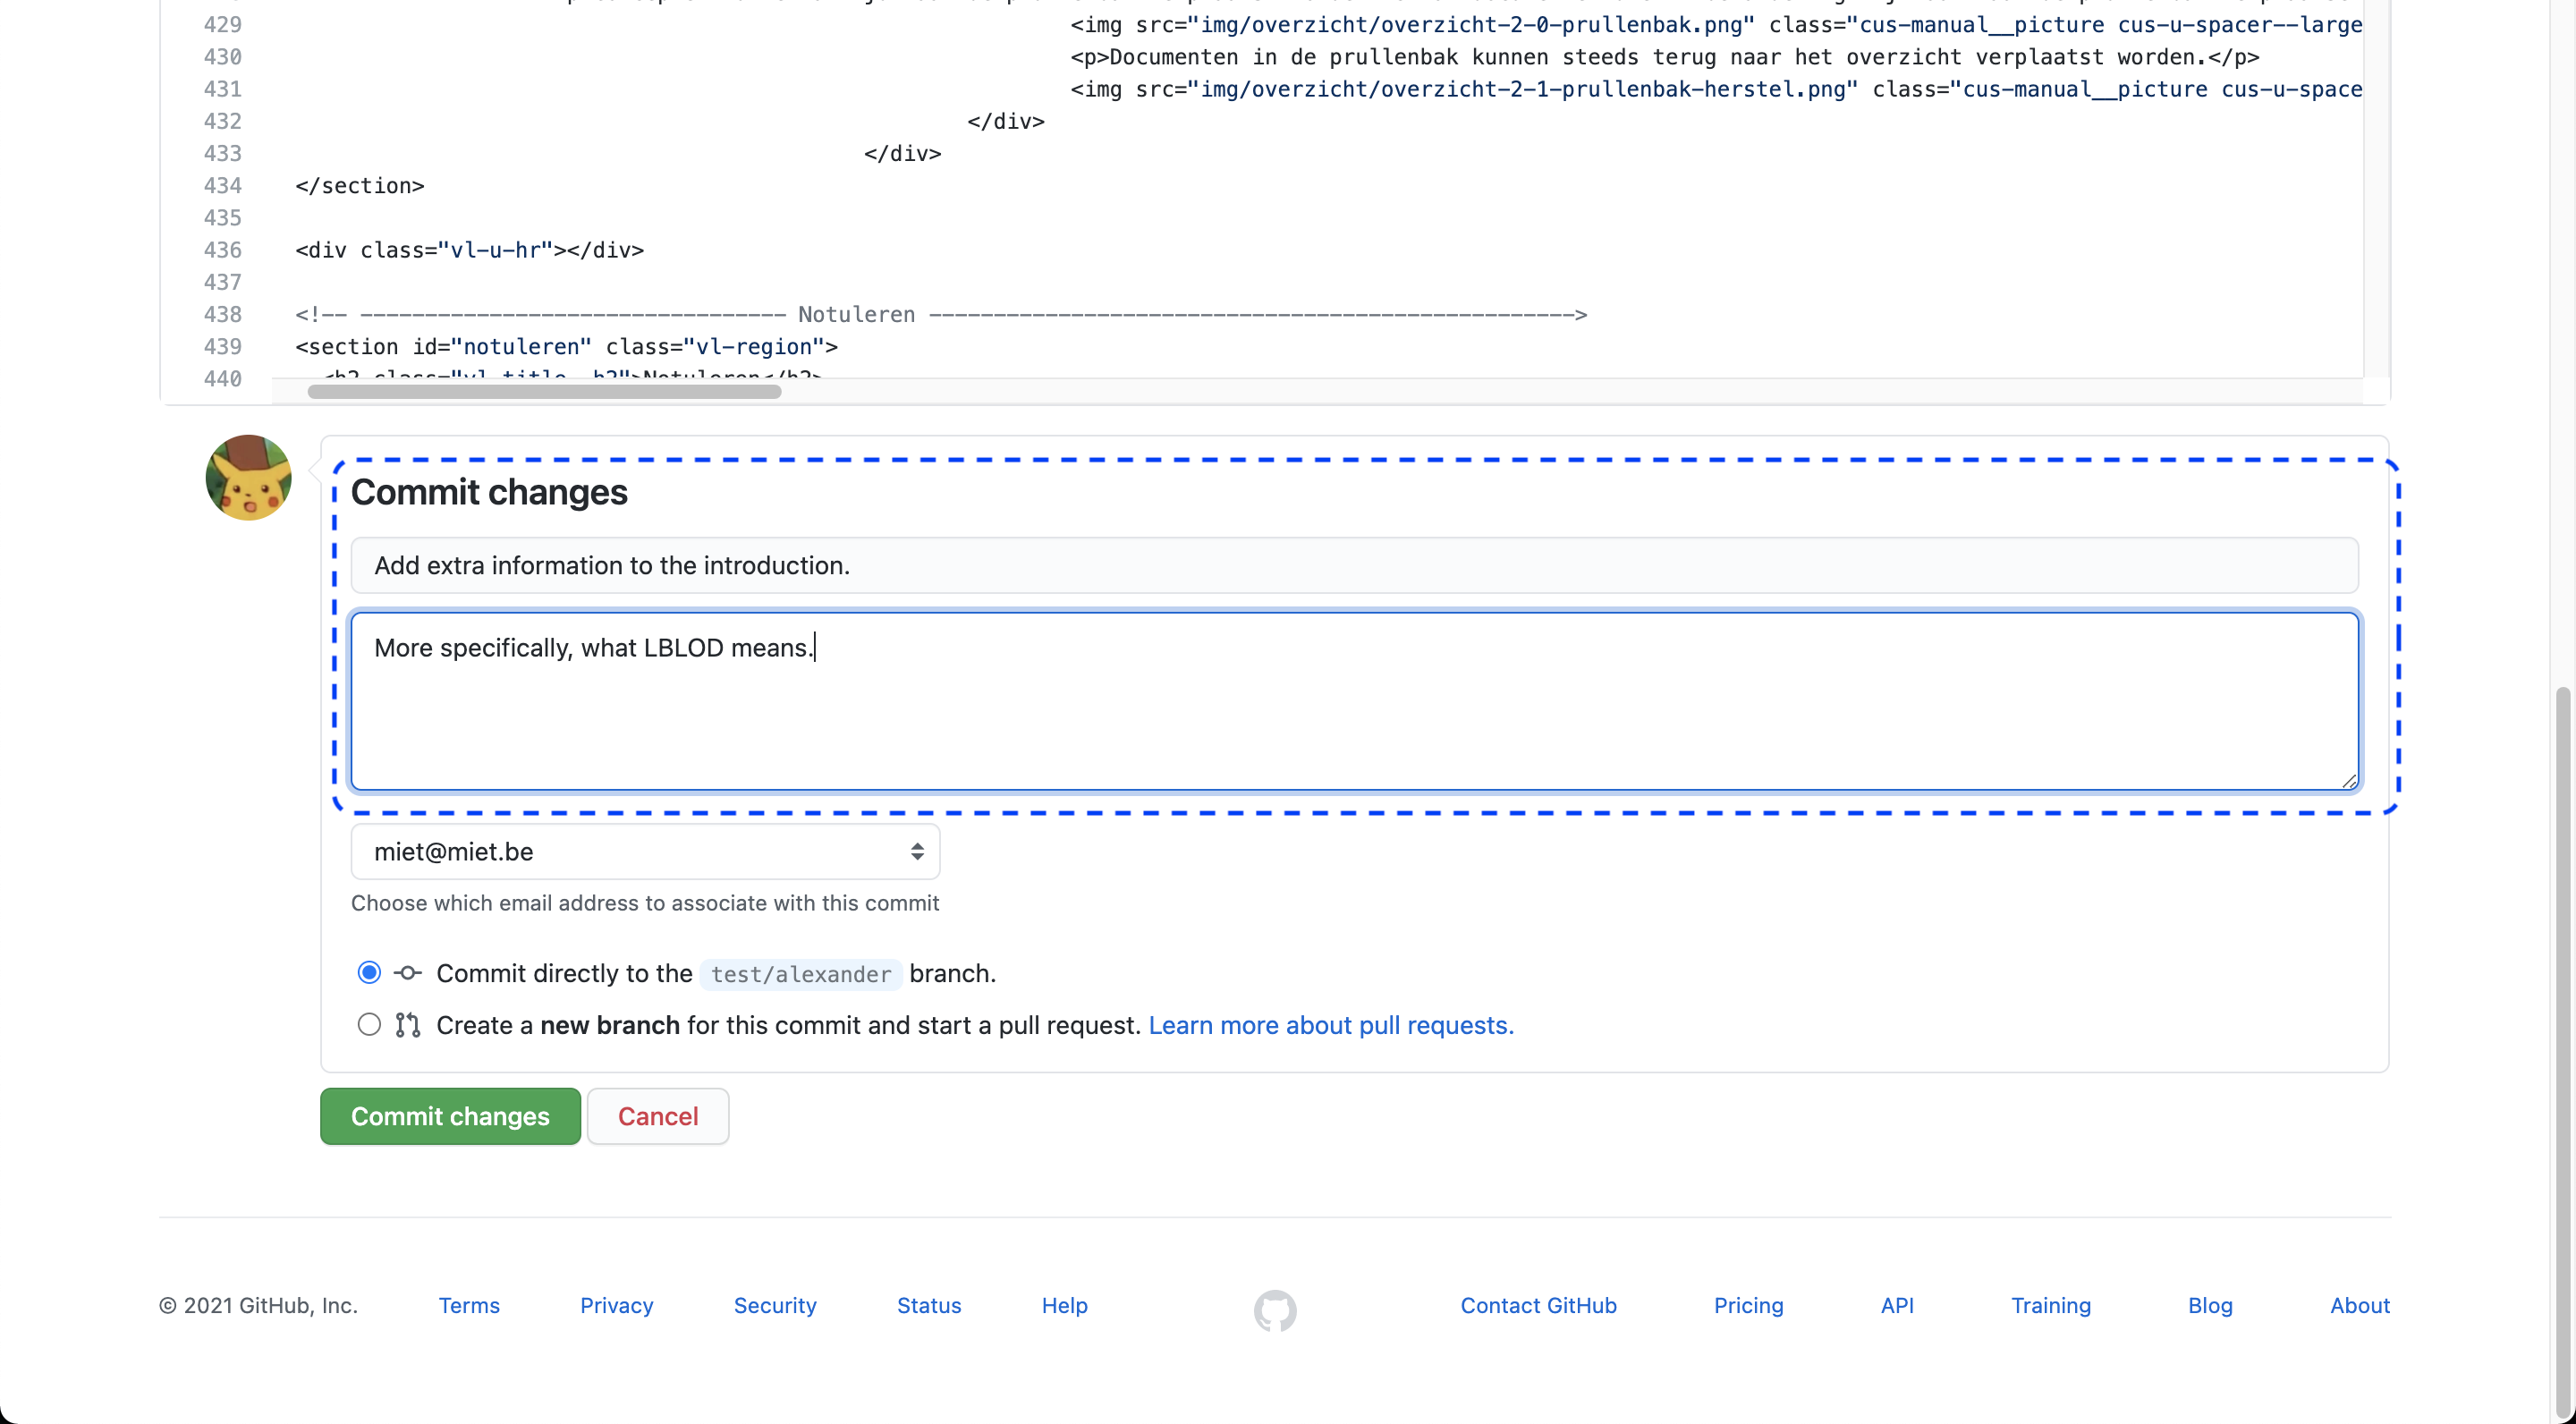 429 <img src="img/overzicht/overzicht-2-0-prullenbak.png" class="cus-manual__picture cus-u-spacer--large
430 <p>Documenten in de prullenbak kunnen steeds terug naar het overzicht verplaatst worden.</p>
431 <img src="img/overzicht/overzicht-2-1-prullenbak-herstel.png" class="cus-manual__picture cus-u-space
432 </div>
433 </div>
434 </section>
435
436 <div class="vl-u-hr"></div>
437
438 <!-- --------------------------------- Notuleren -------------------------------------------------->
439 <section id="notuleren" class="vl-region">
440 <h2 class="vl-title--h2">Notuleren</h2>
Commit changes
Add extra information to the introduction.
More specifically, what LBLOD means.
miet@miet.be
Choose which email address to associate with this commit
Commit directly to the test/alexander branch.
Create a new branch for this commit and start a pull request. Learn more about pull requests.
Commit changes Cancel
© 2021 GitHub, Inc. Terms Privacy Security Status Help Contact GitHub Pricing API Training Blog About